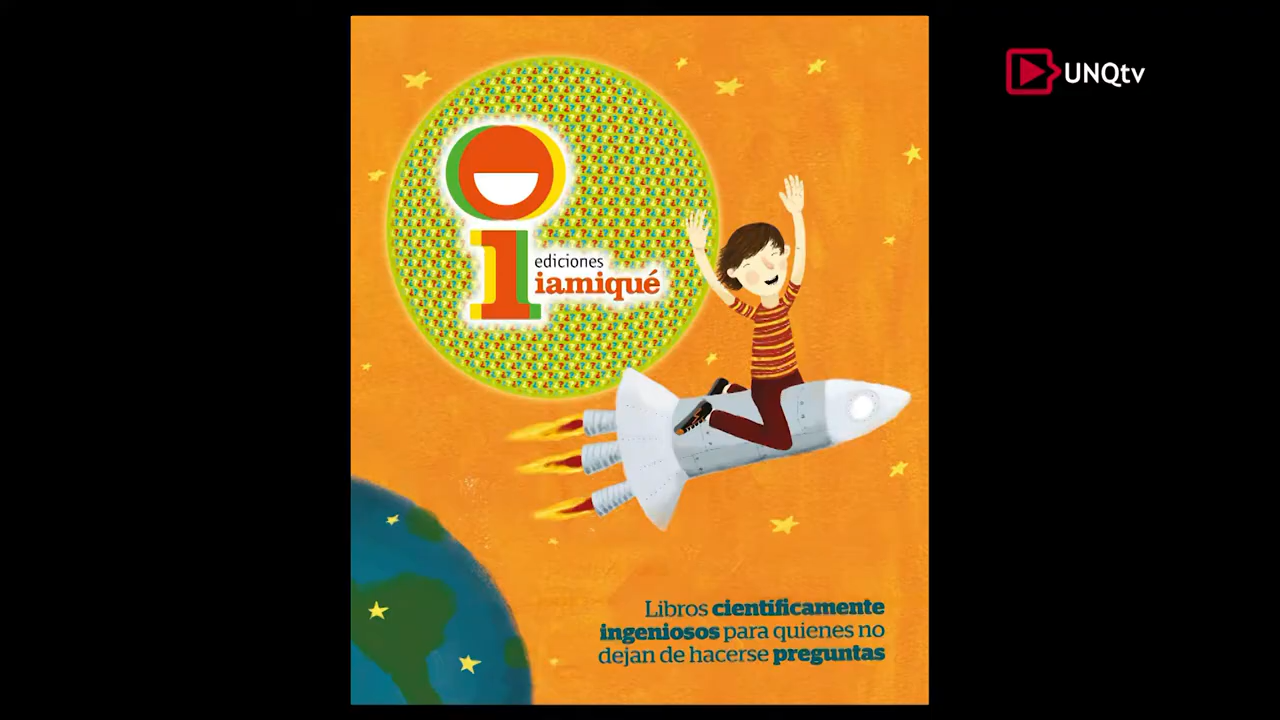 UNQtv
ediciones
iamiqué
Libros científicamente
ingeniosos para quienes no
dejan de hacerse preguntas